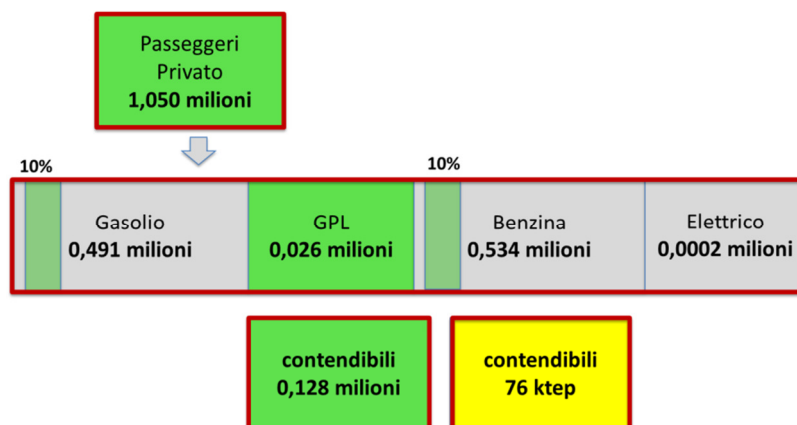 Passeggeri
Privato
1,050 milioni
10%
10%
Gasolio
0,491 milioni
GPL
0,026 milioni
Benzina
0,534 milioni
Elettrico
0,0002 milioni
contendibili
0,128 milioni
contendibili
76 ktep